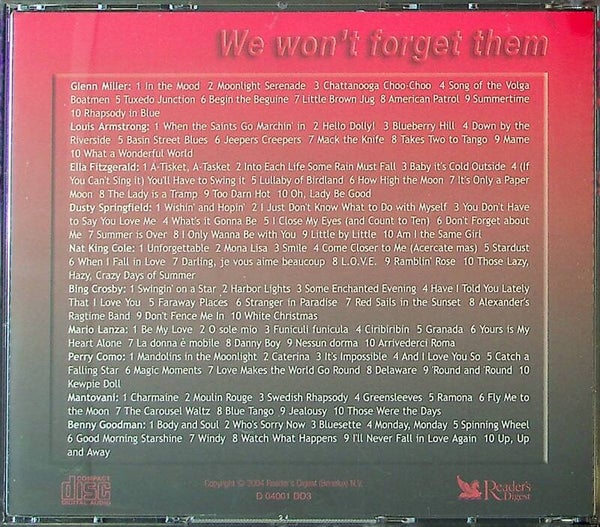 We won't forget them
Glenn Miller: 1 In the Mood 2 Moonlight Serenade 3 Chattanooga Choo-Choo 4 Song of the Volga
Boatmen 5 Tuxedo Junction 6 Begin the Beguine 7 Little Brown Jug 8 American Patrol 9 Summertime
10 Rhapsody in Blue
Louis Armstrong: 1 When the Saints Go Marchin' in 2 Hello Dolly! 3 Blueberry Hill 4 Down by the
Riverside 5 Basin Street Blues 6 Jeepers Creepers 7 Mack the Knife 8 Takes Two to Tango 9 Mame
10 What a Wonderful World
Ella Fitzgerald: 1 A-Tisket, A-Tasket 2 Into Each Life Some Rain Must Fall 3 Baby it's Cold Outside 4 (If
You Can't Sing it) You'll Have to Swing it 5 Lullaby of Birdland 6 How High the Moon 7 It's Only a Paper
Moon 8 The Lady is a Tramp 9 Too Darn Hot 10 Oh, Lady Be Good
Dusty Springfield: 1 Wishin' and Hopin' 2 I Just Don't Know What to Do with Myself 3 You Don't Have
to Say You Love Me 4 What's it Gonna Be 5 I Close My Eyes (and Count to Ten) 6 Don't Forget about
Me 7 Summer is Over 8 I Only Wanna Be with You 9 Little by Little 10 Am I the Same Girl
Nat King Cole: 1 Unforgettable 2 Mona Lisa 3 Smile 4 Come Closer to Me (Acercate mas) 5 Stardust
6 When I Fall in Love 7 Darling, je vous aime beaucoup 8 L.O.V.E. 9 Ramblin' Rose 10 Those Lazy,
Hazy, Crazy Days of Summer
Bing Crosby: 1 Swingin' on a Star 2 Harbor Lights 3 Some Enchanted Evening 4 Have I Told You Lately
That I Love You 5 Faraway Places 6 Stranger in Paradise 7 Red Sails in the Sunset 8 Alexander's
Ragtime Band 9 Don't Fence Me In 10 White Christmas
Mario Lanza: 1 Be My Love 2 O sole mio 3 Funiculi funicula 4 Ciribiribin 5 Granada 6 Yours is My
Heart Alone 7 La donna è mobile 8 Danny Boy 9 Nessun dorma 10 Arrivederci Roma
Perry Como: 1 Mandolins in the Moonlight 2 Caterina 3 It's Impossible 4 And I Love You So 5 Catch a
Falling Star 6 Magic Moments 7 Love Makes the World Go Round 8 Delaware 9 'Round and 'Round 10
Kewpie Doll
Mantovani: 1 Charmaine 2 Moulin Rouge 3 Swedish Rhapsody 4 Greensleeves 5 Ramona 6 Fly Me to
the Moon 7 The Carousel Waltz 8 Blue Tango 9 Jealousy 10 Those Were the Days
Benny Goodman: 1 Body and Soul 2 Who's Sorry Now 3 Bluesette 4 Monday, Monday 5 Spinning Wheel
6 Good Morning Starshine 7 Windy 8 Watch What Happens 9 I'll Never Fall in Love Again 10 Up, Up
and Away
COMPACT
disc
DIGITAL AUDIO
Copyright © 2004 Reader's Digest (Benelux) N.V.
D 04001 DD3
Reader's
Digest